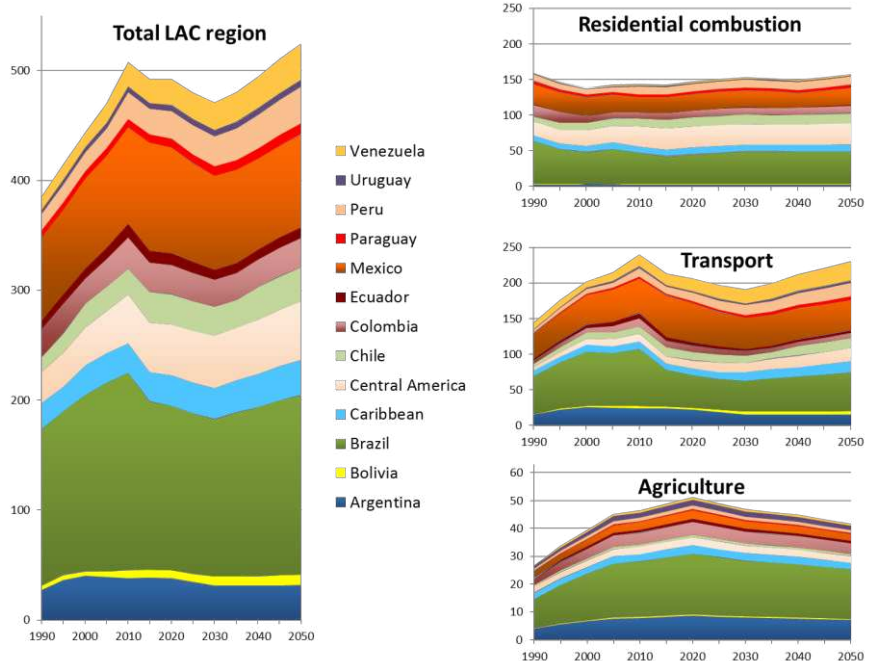 Total LAC region
500
400
300
200
100
0
1990 2000 2010 2020 2030 2040 2050
Venezuela
Uruguay
Peru
Paraguay
Mexico
Ecuador
Colombia
Chile
Central America
Caribbean
Brazil
Bolivia
Argentina
Residential combustion
250
200
150
100
50
0
1990 2000 2010 2020 2030 2040 2050
Transport
250
200
150
100
50
0
1990 2000 2010 2020 2030 2040 2050
Agriculture
60
50
40
30
20
10
0
1990 2000 2010 2020 2030 2040 2050